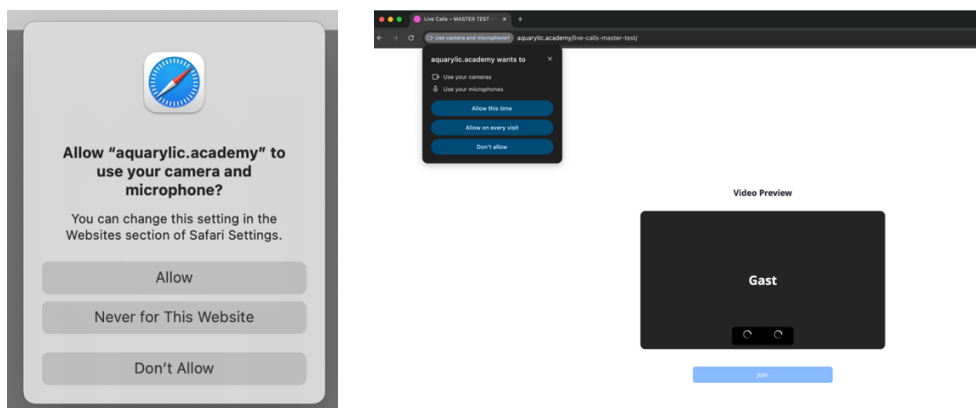 Allow “aquarylic.academy” to
use your camera and
microphone?
You can change this setting in the
Websites section of Safari Settings.
Allow
Never for This Website
Don’t Allow
Live Calls – MASTER TEST -
Use camera and microphone?
aquarylic.academy/live-calls-master-test/
aquarylic.academy wants to
Use your cameras
Use your microphones
Allow this time
Allow on every visit
Don't allow
Video Preview
Gast
Join